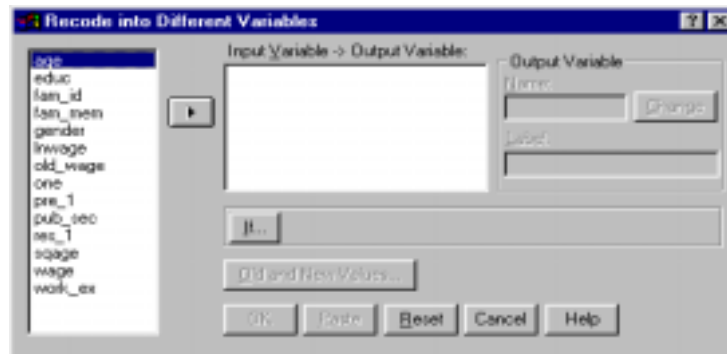 Recode into Different Variables
age
educ
fam_id
fam_mem
gender
lnwage
old_wage
one
pre_1
pub_sec
res_1
sqage
wage
work_ex
Input Variable -> Output Variable:
Output Variable
Name:
Change
Label:
If...
Old and New Values...
OK
Paste
Reset
Cancel
Help